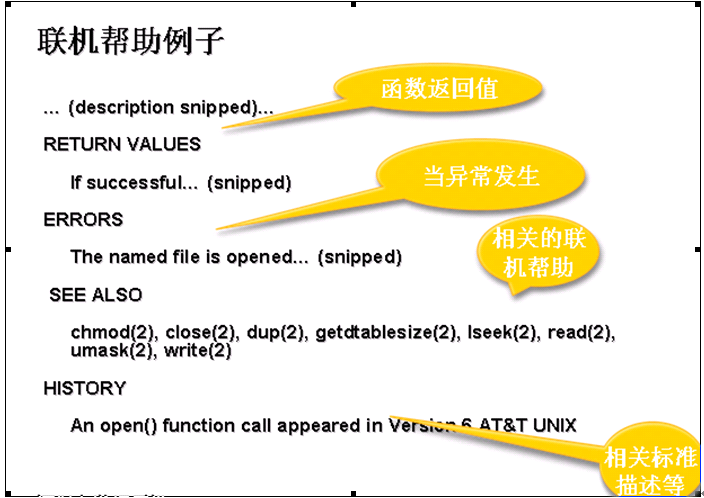 联机帮助例子
函数返回值
... (description snipped)...
RETURN VALUES
当异常发生
If successful... (snipped)
ERRORS
相关的联
机帮助
The named file is opened... (snipped)
SEE ALSO
chmod(2), close(2), dup(2), getdtablesize(2), lseek(2), read(2),
umask(2), write(2)
HISTORY
An open() function call appeared in Version 6 AT&T UNIX
相关标准
描述等